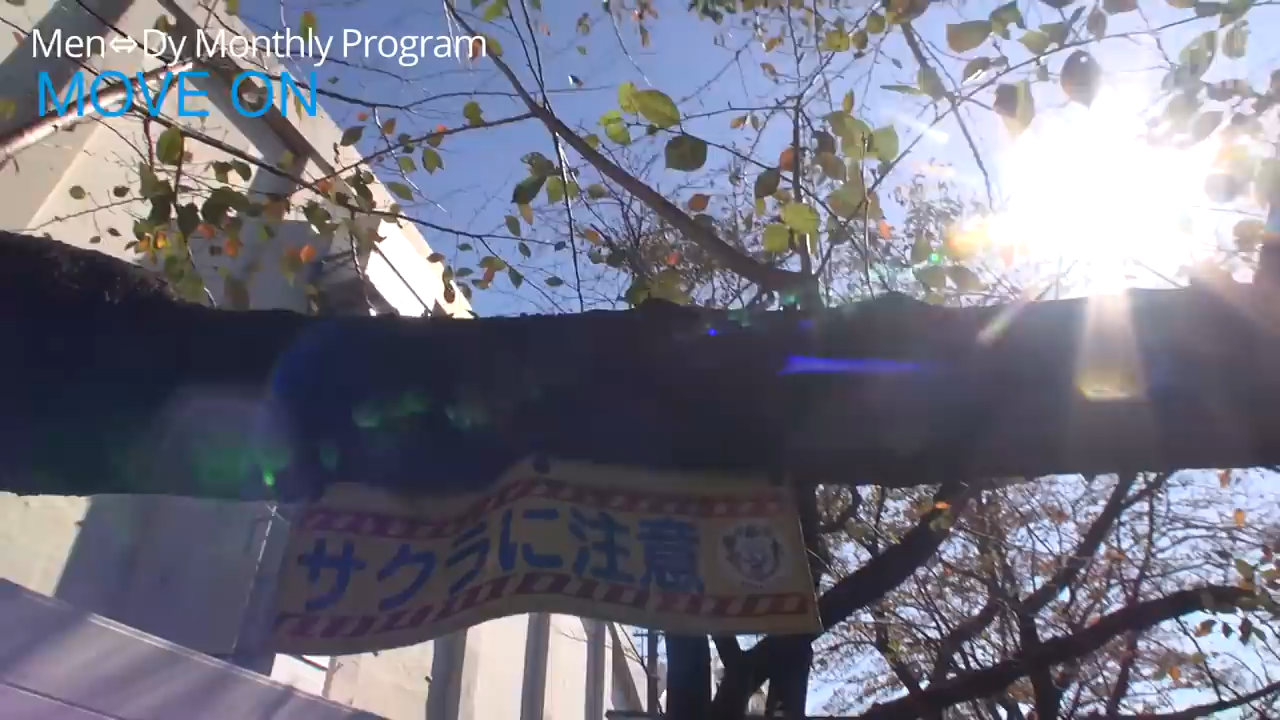 Men⇔Dy Monthly Program
MOVE ON
サクラに注意